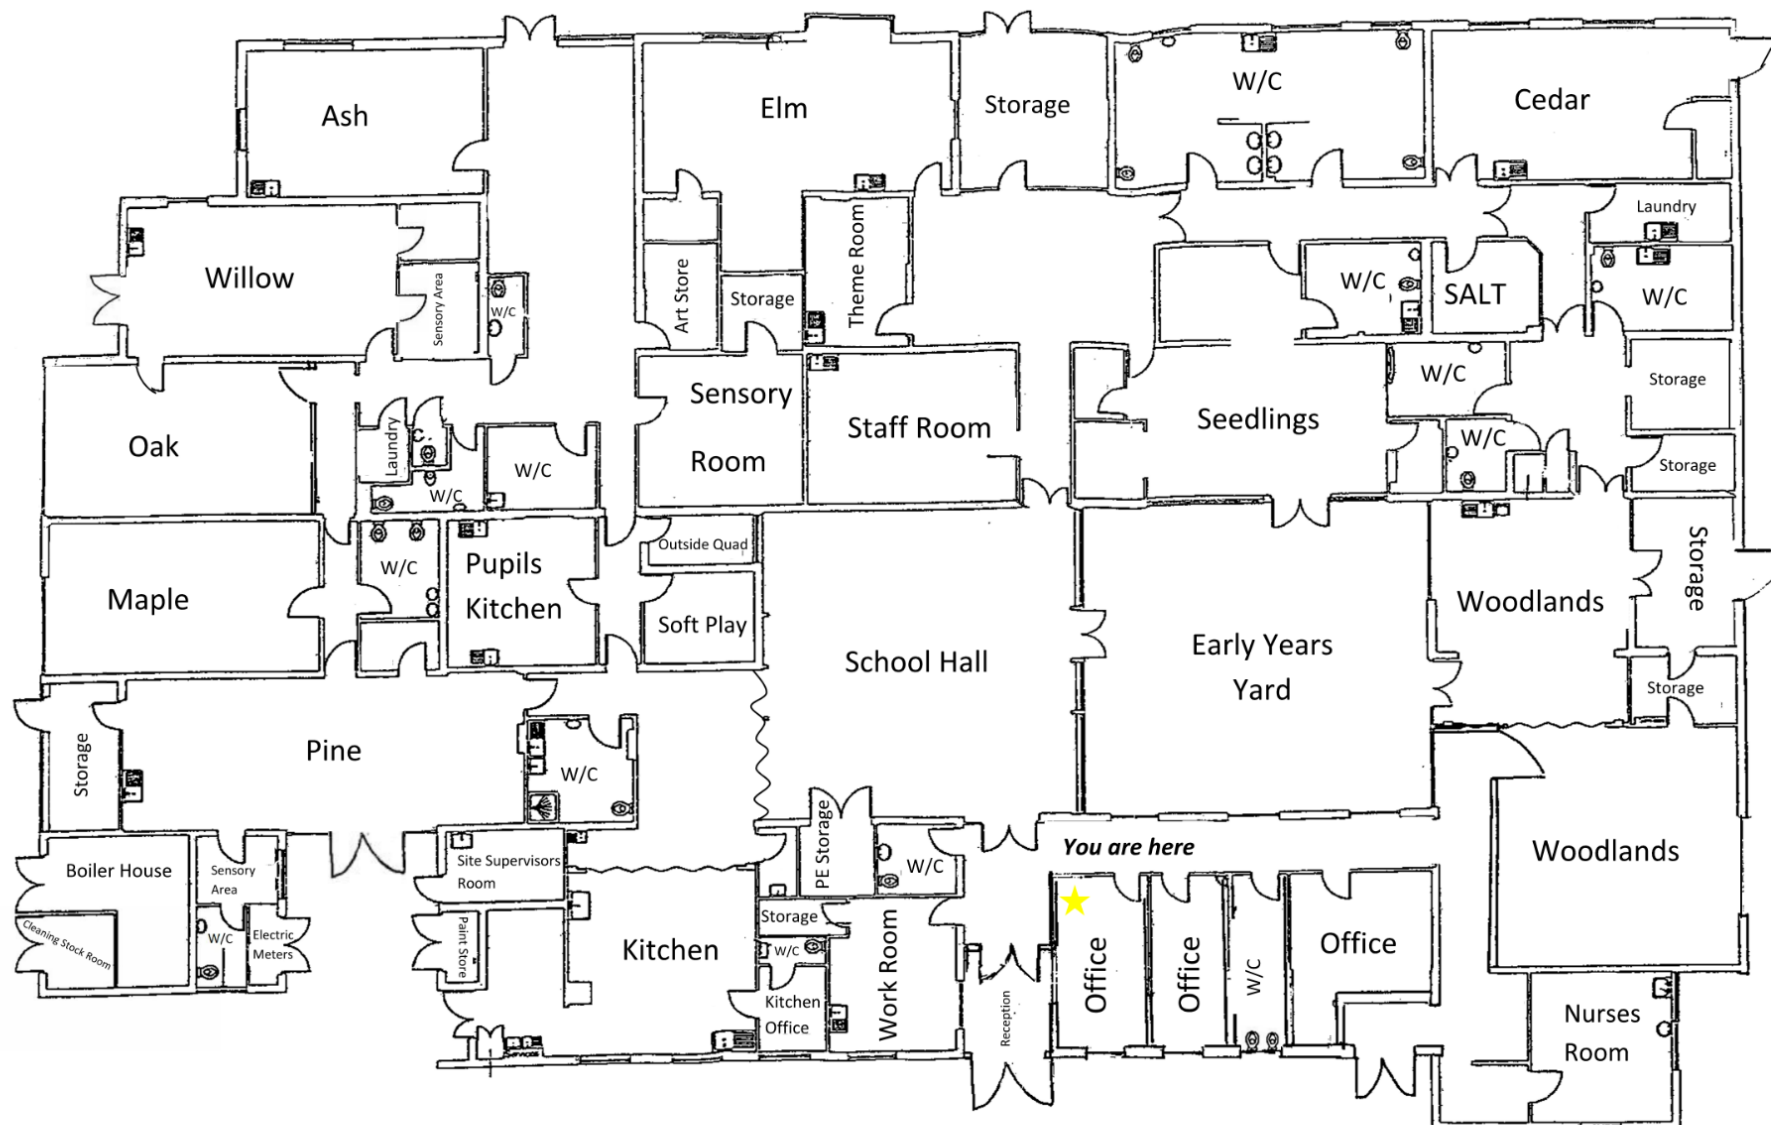 Ash
Elm
Storage
W/C
Cedar
Laundry
Willow
Sensory Area
W/C
Art Store
Storage
Theme Room
W/C
SALT
W/C
Oak
Laundry
W/C
W/C
Sensory
Room
Staff Room
Seedlings
W/C
W/C
Storage
Storage
Maple
W/C
Pupils
Kitchen
Outside Quad
Soft Play
School Hall
Early Years
Yard
Woodlands
Storage
Storage
Storage
Pine
W/C
PE Storage
W/C
You are here
Woodlands
Boiler House
Sensory
Area
Site Supervisors
Room
Cleaning Stock Room
W/C
Electric
Meters
Paint Store
Kitchen
Storage
W/C
Kitchen
Office
Work Room
Reception
Office
Office
W/C
Office
Nurses
Room